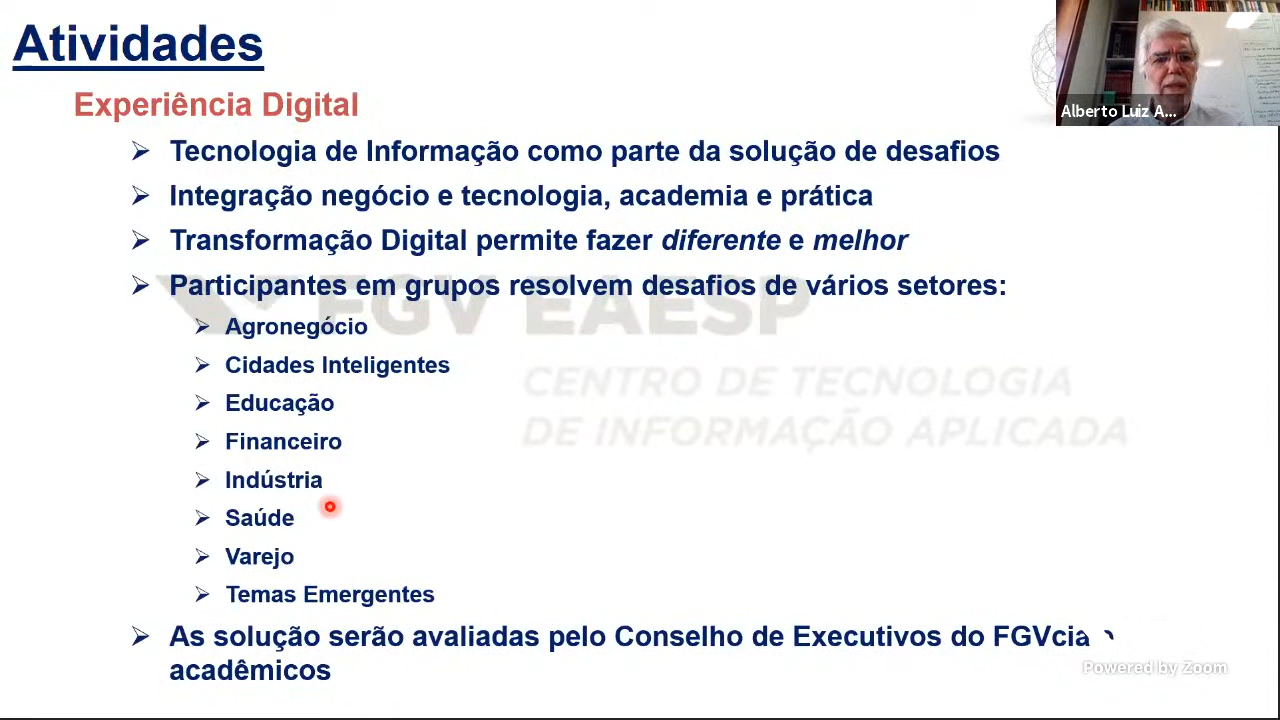 Atividades
Alberto Luiz A...
Experiência Digital
Tecnologia de Informação como parte da solução de desafios
Integração negócio e tecnologia, academia e prática
Transformação Digital permite fazer diferente e melhor
Participantes em grupos resolvem desafios de vários setores:
FGV EAESP
Agronegócio
Cidades Inteligentes
CENTRO DE TECNOLOGIA
Educação
DE INFORMAÇÃO APLICADA
Financeiro
Indústria
Saúde
Varejo
Temas Emergentes
As solução serão avaliadas pelo Conselho de Executivos do FGVcia
acadêmicos
Powered by Zoom